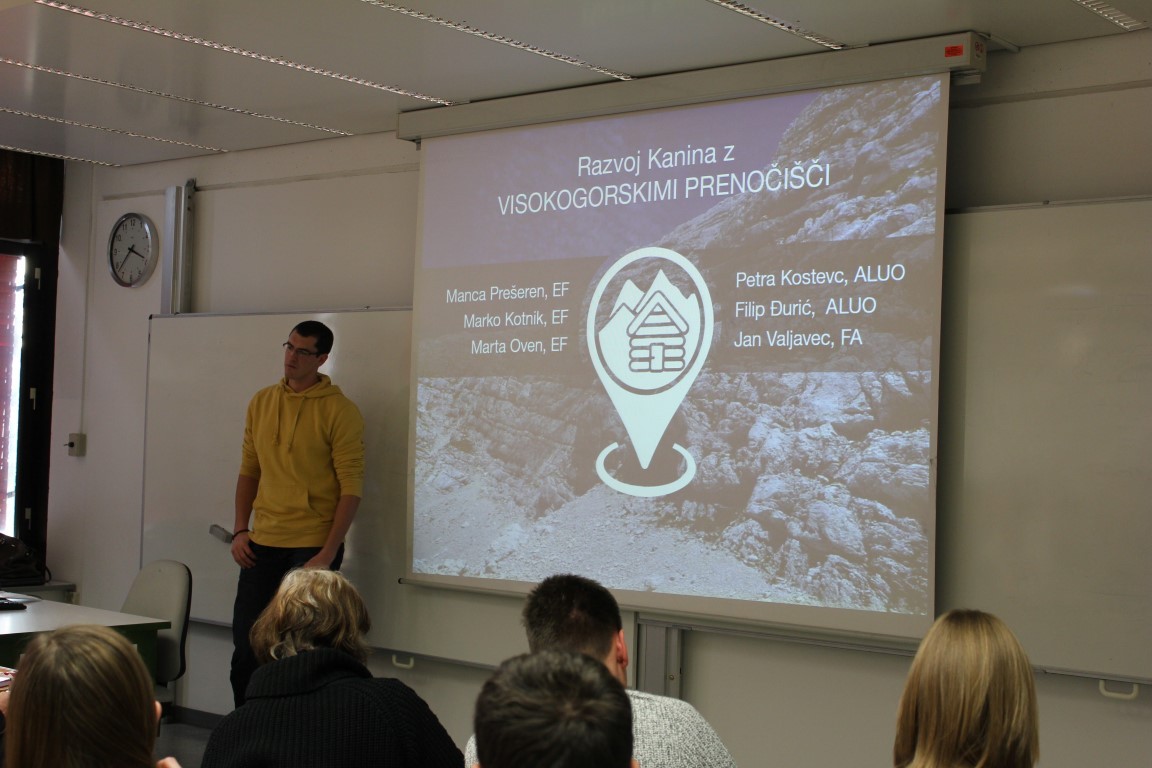 Razvoj Kanina z
VISOKOGORSKIMI PRENOČIŠČI
Manca Prešeren, EF
Marko Kotnik, EF
Marta Oven, EF
Petra Kostevc, ALUO
Filip Đurić, ALUO
Jan Valjavec, FA